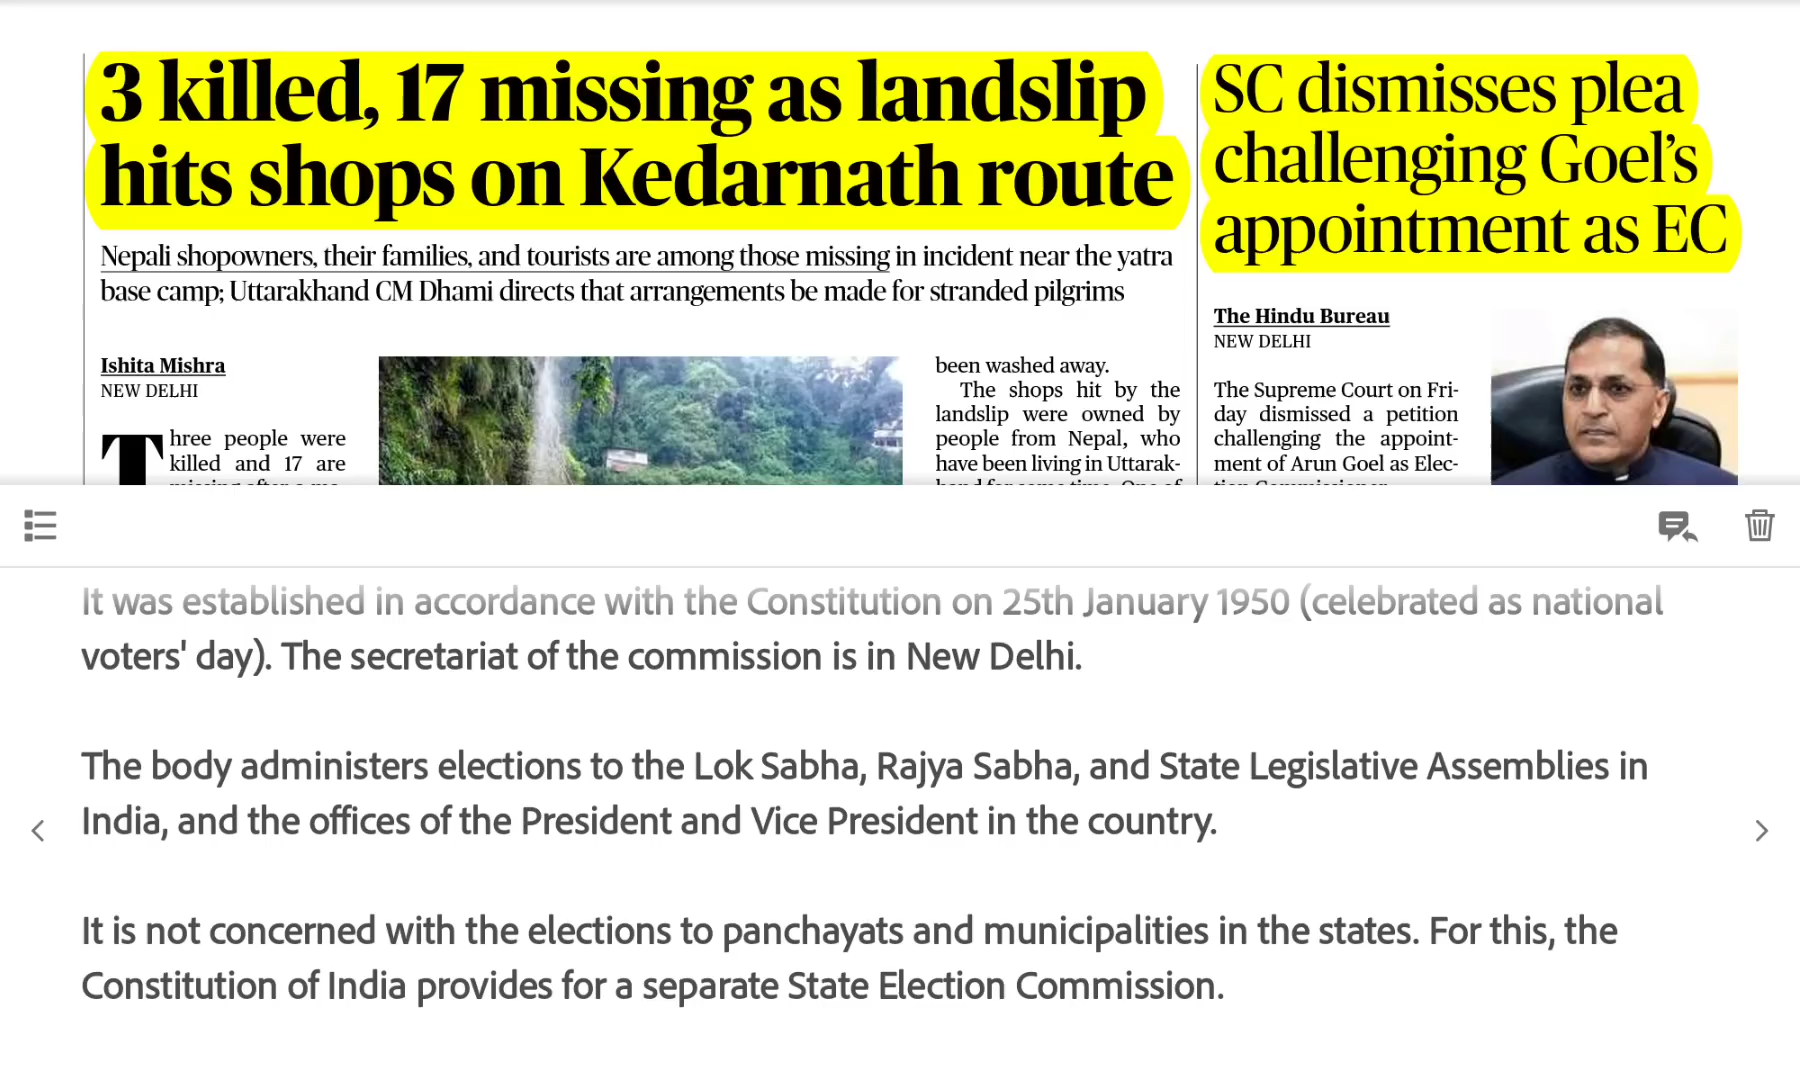 3 killed, 17 missing as landslip
hits shops on Kedarnath route
Nepali shopowners, their families, and tourists are among those missing in incident near the yatra
base camp; Uttarakhand CM Dhami directs that arrangements be made for stranded pilgrims
Ishita Mishra
NEW DELHI
Three people were
killed and 17 are
been washed away.
The shops hit by the
landslip were owned by
people from Nepal, who
have been living in Uttarak-
SC dismisses plea
challenging Goel's
appointment as EC
The Hindu Bureau
NEW DELHI
The Supreme Court on Fri-
day dismissed a petition
challenging the appoint-
ment of Arun Goel as Elec-
It was established in accordance with the Constitution on 25th January 1950 (celebrated as national
voters' day). The secretariat of the commission is in New Delhi.
The body administers elections to the Lok Sabha, Rajya Sabha, and State Legislative Assemblies in
India, and the offices of the President and Vice President in the country.
It is not concerned with the elections to panchayats and municipalities in the states. For this, the
Constitution of India provides for a separate State Election Commission.